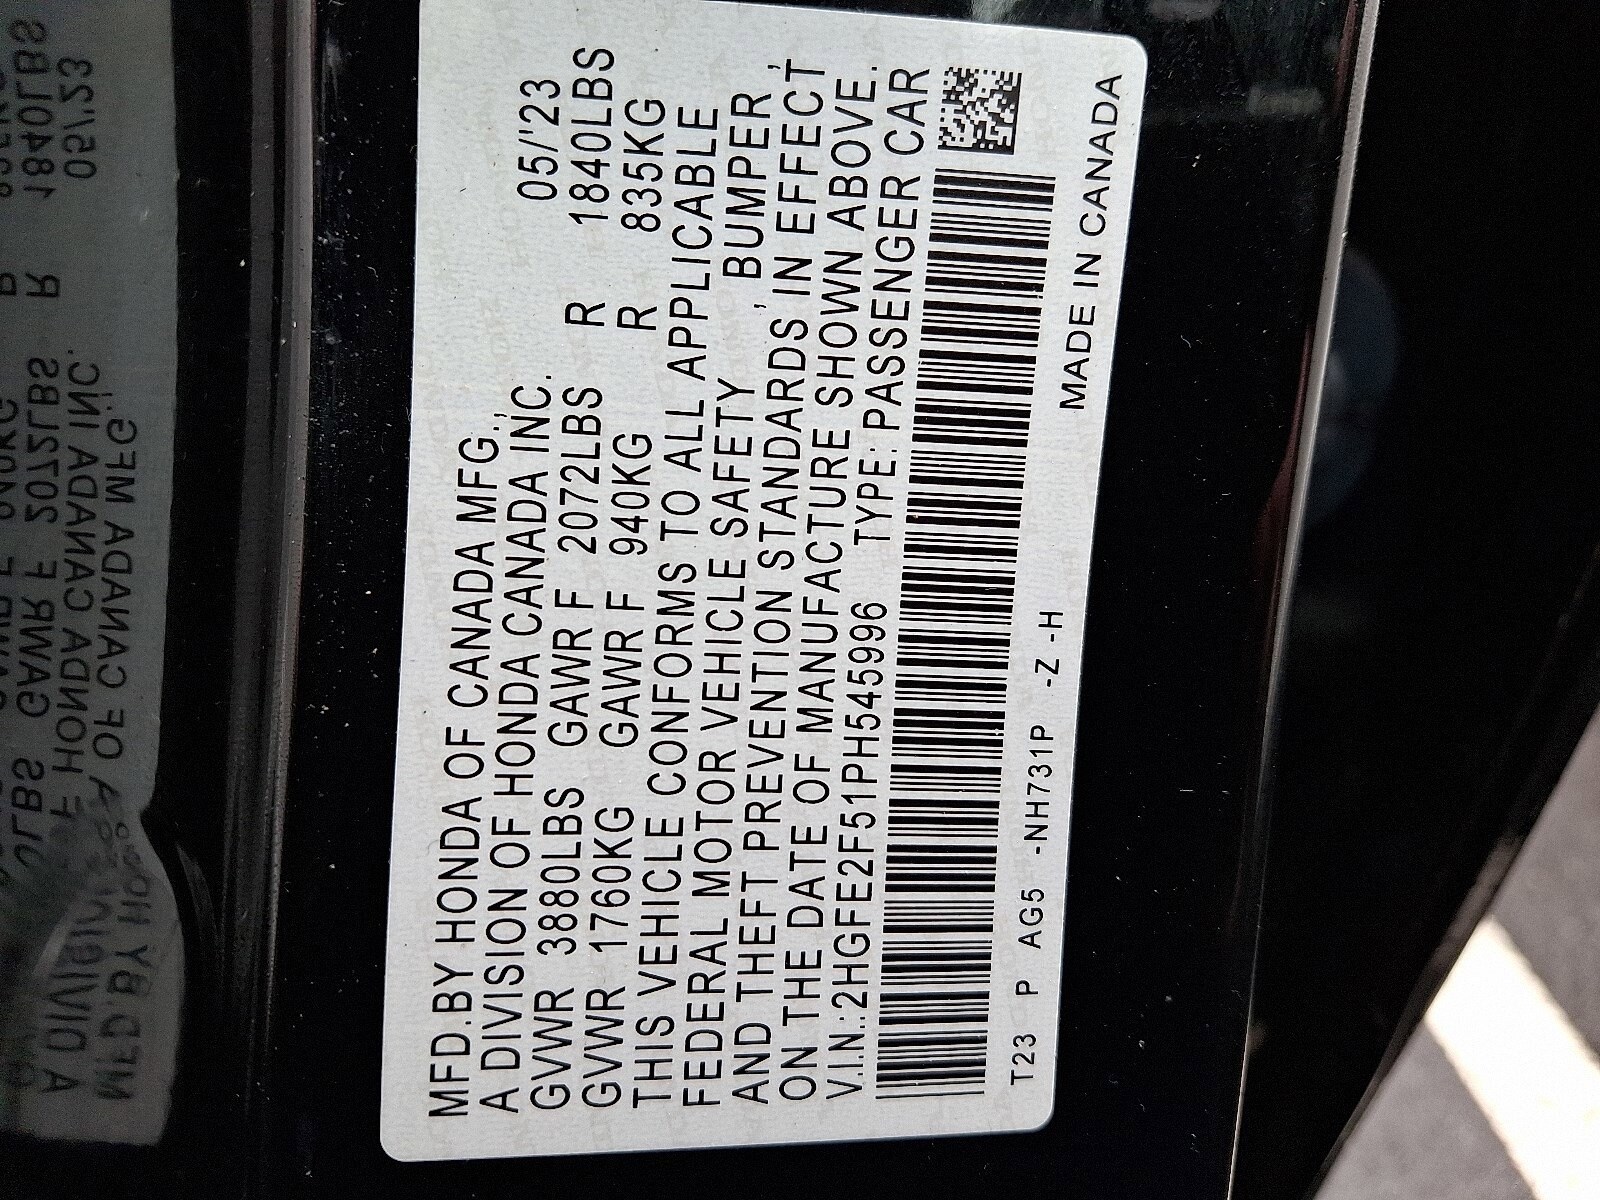 MFD.BY HONDA OF CANADA MFG.,
A DIVISION OF HONDA CANADA INC. 05/'23
GVWR 3880LBS GAWR F 2072LBS R 1840LBS
GVWR 1760KG GAWR F 940KG R 835KG
THIS VEHICLE CONFORMS TO ALL APPLICABLE
FEDERAL MOTOR VEHICLE SAFETY , BUMPER ,
AND THEFT PREVENTION STANDARDS IN EFFECT
ON THE DATE OF MANUFACTURE SHOWN ABOVE.
V.I.N.:2HGFE2F51PH545996 TYPE: PASSENGER CAR
T23 P AG5 -NH731P -Z -H MADE IN CANADA